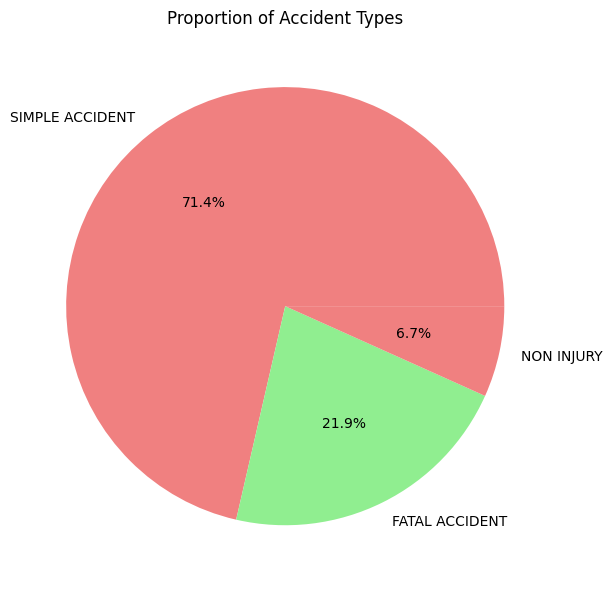 Proportion of Accident Types
SIMPLE ACCIDENT
71.4%
6.7%
NON INJURY
21.9%
FATAL ACCIDENT